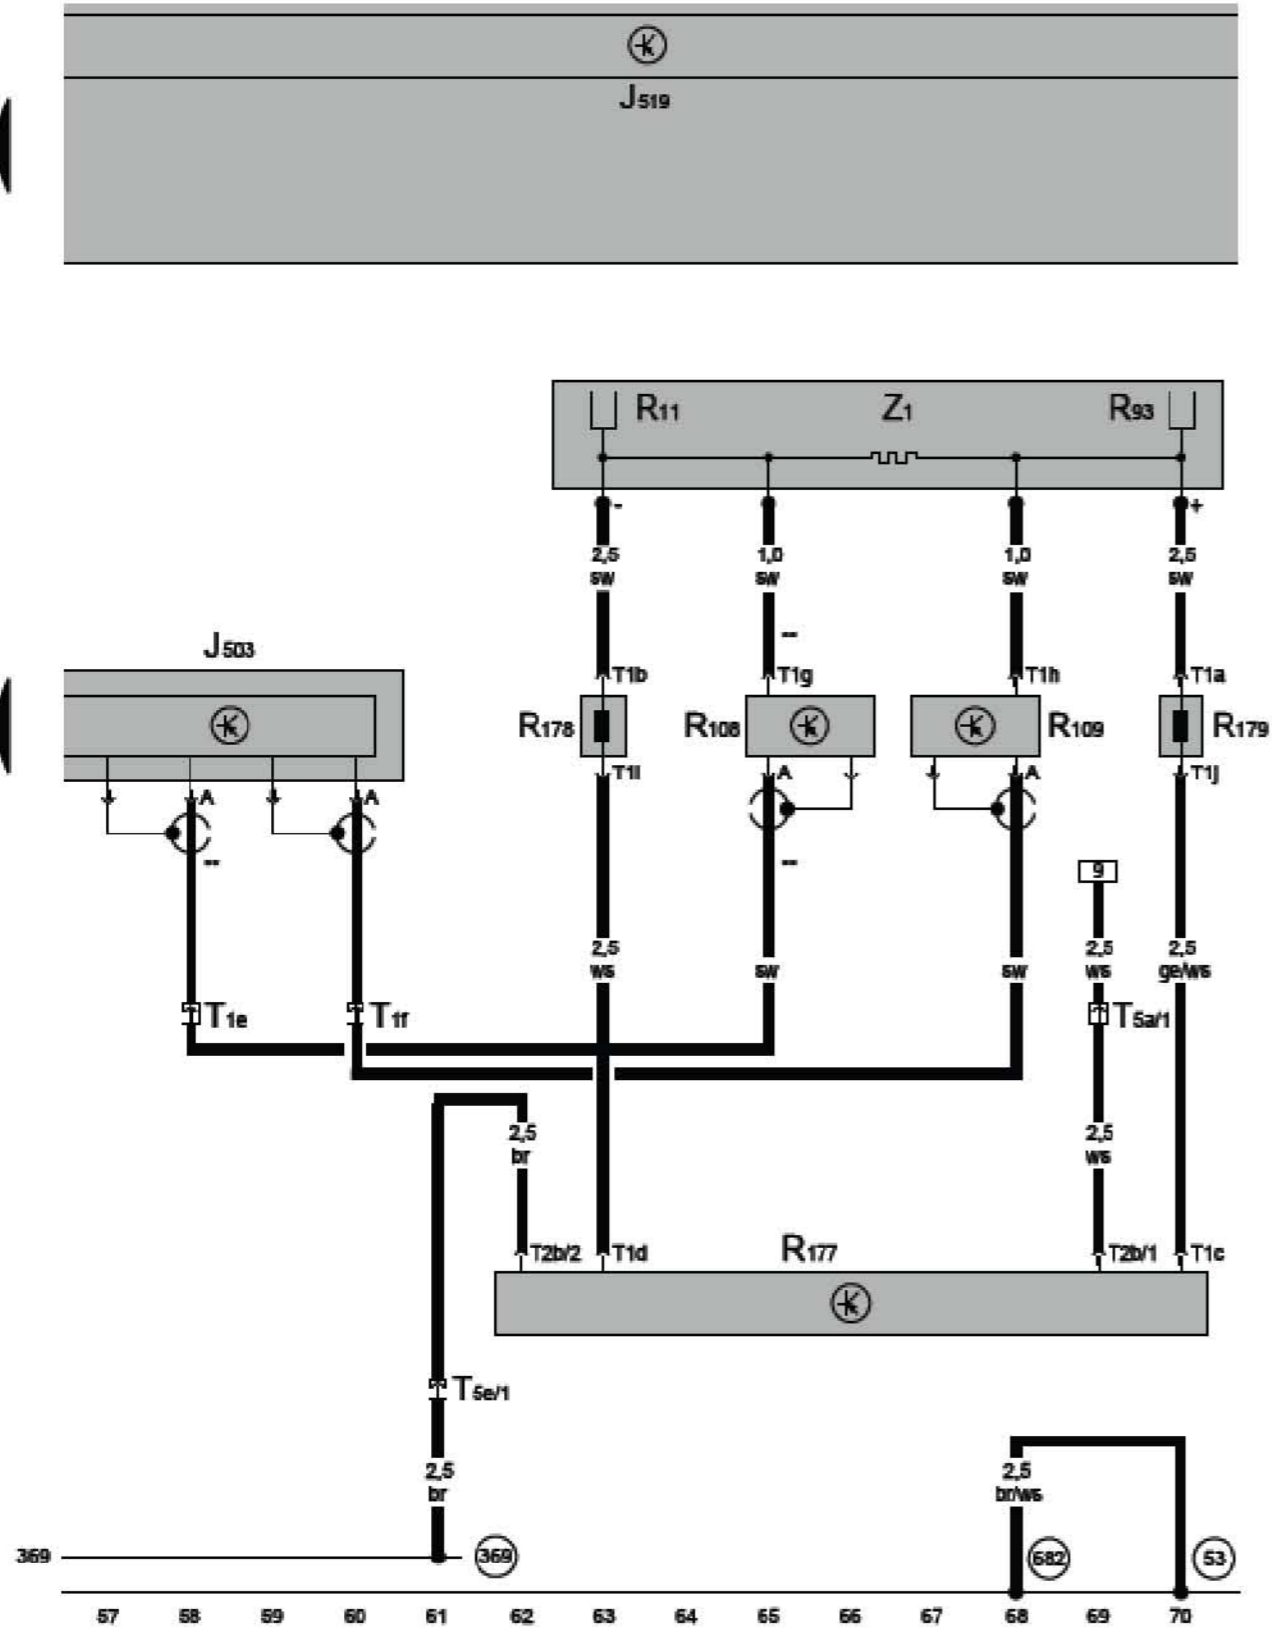 J519
R11 Z1 R93
- +
2,5 1,0 1,0 2,5
sw sw sw sw
--
J503
T1b T1g T1h T1a
R178 R108 R109 R179
T1i A A T1j
A A
-- --
9
2,5 2,5 2,5
ws sw sw ws ge/ws
T1e T1f T5a/1
2,5 2,5
br ws
T2b/2 T1d R177 T2b/1 T1c
T5e/1
2,5 2,5
br br/ws
369 369 682 53
57 58 59 60 61 62 63 64 65 66 67 68 69 70